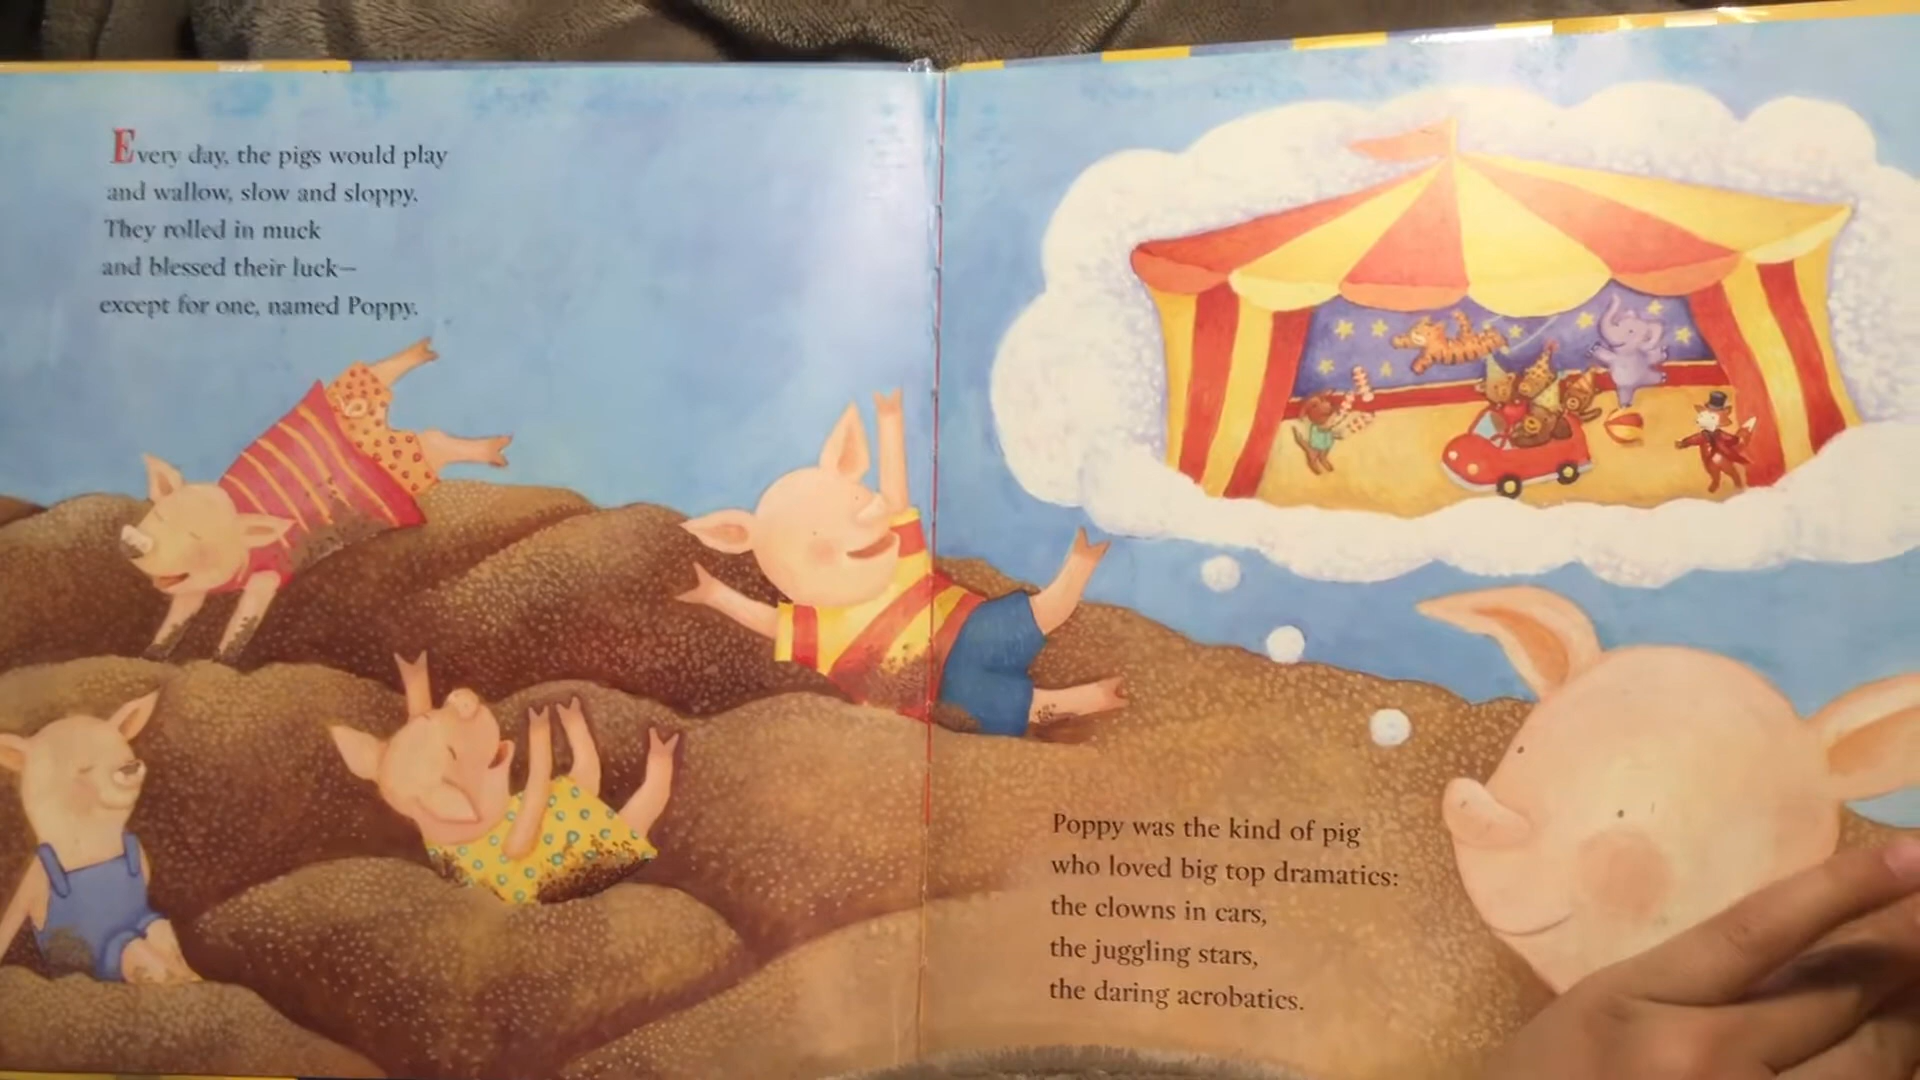 Every day, the pigs would play
and wallow, slow and sloppy.
They rolled in muck
and blessed their luck—
except for one, named Poppy.
Poppy was the kind of pig
who loved big top dramatics:
the clowns in cars,
the juggling stars,
the daring acrobatics.